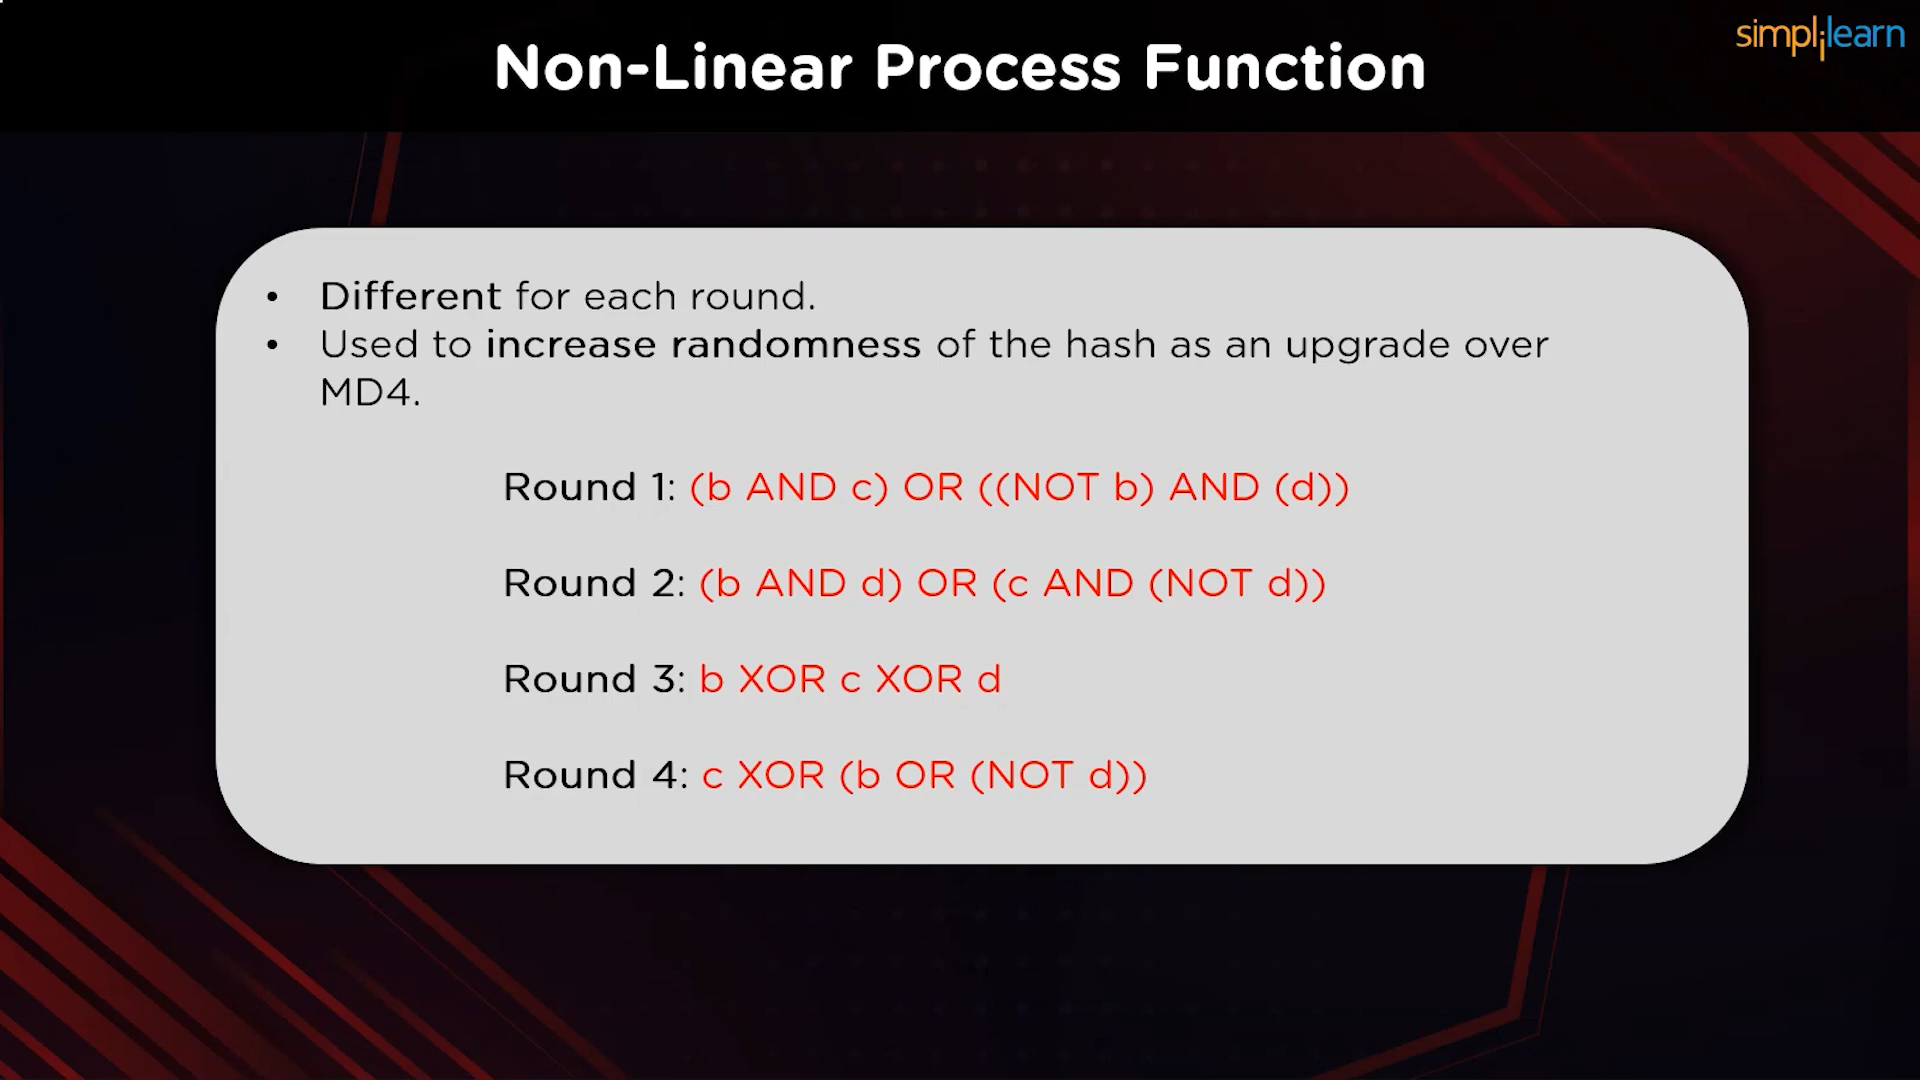 Non-Linear Process Function
simplilearn
• Different for each round.
• Used to increase randomness of the hash as an upgrade over
MD4.
Round 1: (b AND c) OR ((NOT b) AND (d))
Round 2: (b AND d) OR (c AND (NOT d))
Round 3: b XOR c XOR d
Round 4: c XOR (b OR (NOT d))